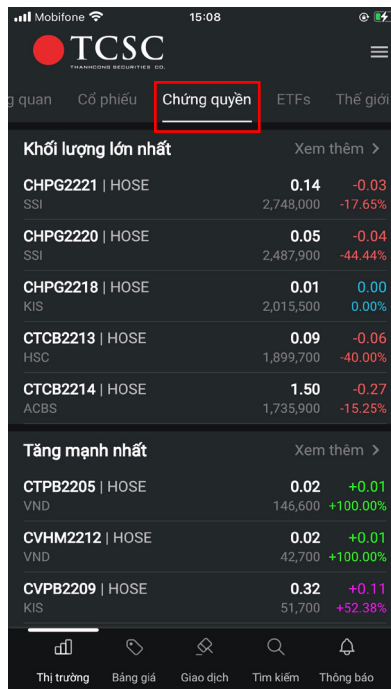 Mobifone 15:08
TCSC
THANHCONG SECURITIES CO.
g quan Cổ phiếu Chứng quyền ETFs Thế giới
Khối lượng lớn nhất Xem thêm >
CHPG2221 | HOSE 0.14 -0.03
SSI 2,748,000 -17.65%
CHPG2220 | HOSE 0.05 -0.04
SSI 2,487,900 -44.44%
CHPG2218 | HOSE 0.01 0.00
KIS 2,015,500 0.00%
CTCB2213 | HOSE 0.09 -0.06
HSC 1,899,700 -40.00%
CTCB2214 | HOSE 1.50 -0.27
ACBS 1,735,900 -15.25%
Tăng mạnh nhất Xem thêm >
CTPB2205 | HOSE 0.02 +0.01
VND 146,600 +100.00%
CVHM2212 | HOSE 0.02 +0.01
VND 42,700 +100.00%
CVPB2209 | HOSE 0.32 +0.11
KIS 51,700 +52.38%
Thị trường Bảng giá Giao dịch Tìm kiếm Thông báo